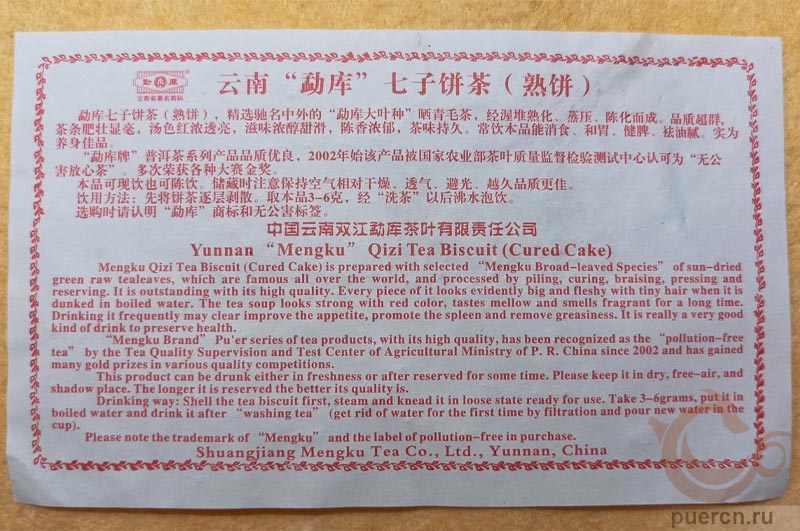 勐库
云南省著名商标
云南“勐库”七子饼茶（熟饼）
勐库七子饼茶（熟饼），精选驰名中外的“勐库大叶种”晒青毛茶，经渥堆熟化、蒸压、陈化而成。品质超群，
茶条肥壮显毫，汤色红浓透亮，滋味浓醇甜滑，陈香浓郁，茶味持久。常饮本品能消食、和胃、健脾、祛油腻。实为
养身佳品。
“勐库牌”普洱茶系列产品品质优良，2002年始该产品被国家农业部茶叶质量监督检验测试中心认可为“无公
害放心茶”。多次荣获各种大赛金奖。
本品可现饮也可陈饮。储藏时注意保持空气相对干燥、透气、避光、越久品质更佳。
饮用方法：先将饼茶逐层剥散。取本品3-6克，经“洗茶”以后沸水泡饮。
选购时请认明“勐库”商标和无公害标签。
中国云南双江勐库茶叶有限责任公司
Yunnan “Mengku” Qizi Tea Biscuit (Cured Cake)
Mengku Qizi Tea Biscuit (Cured Cake) is prepared with selected “Mengku Broad-leaved Species” of sun-dried
green raw tealeaves, which are famous all over the world, and processed by piling, curing, braising, pressing and
reserving. It is outstanding with its high quality. Every piece of it looks evidently big and fleshy with tiny hair when it is
dunked in boiled water. The tea soup looks strong with red color, tastes mellow and smells fragrant for a long time.
Drinking it frequently may clear improve the appetite, promote the spleen and remove greasiness. It is really a very good
kind of drink to preserve health.
“Mengku Brand” Pu'er series of tea products, with its high quality, has been recognized as the “pollution-free
tea” by the Tea Quality Supervision and Test Center of Agricultural Ministry of P. R. China since 2002 and has gained
many gold prizes in various quality competitions.
This product can be drunk either in freshness or after reserved for some time. Please keep it in dry, free-air, and
shadow place. The longer it is reserved the better its quality is.
Drinking way: Shell the tea biscuit first, steam and knead it in loose state ready for use. Take 3-6grams, put it in
boiled water and drink it after “washing tea” (get rid of water for the first time by filtration and pour new water in the
cup).
Please note the trademark of “Mengku” and the label of pollution-free in purchase.
Shuangjiang Mengku Tea Co., Ltd., Yunnan, China
puercn.ru